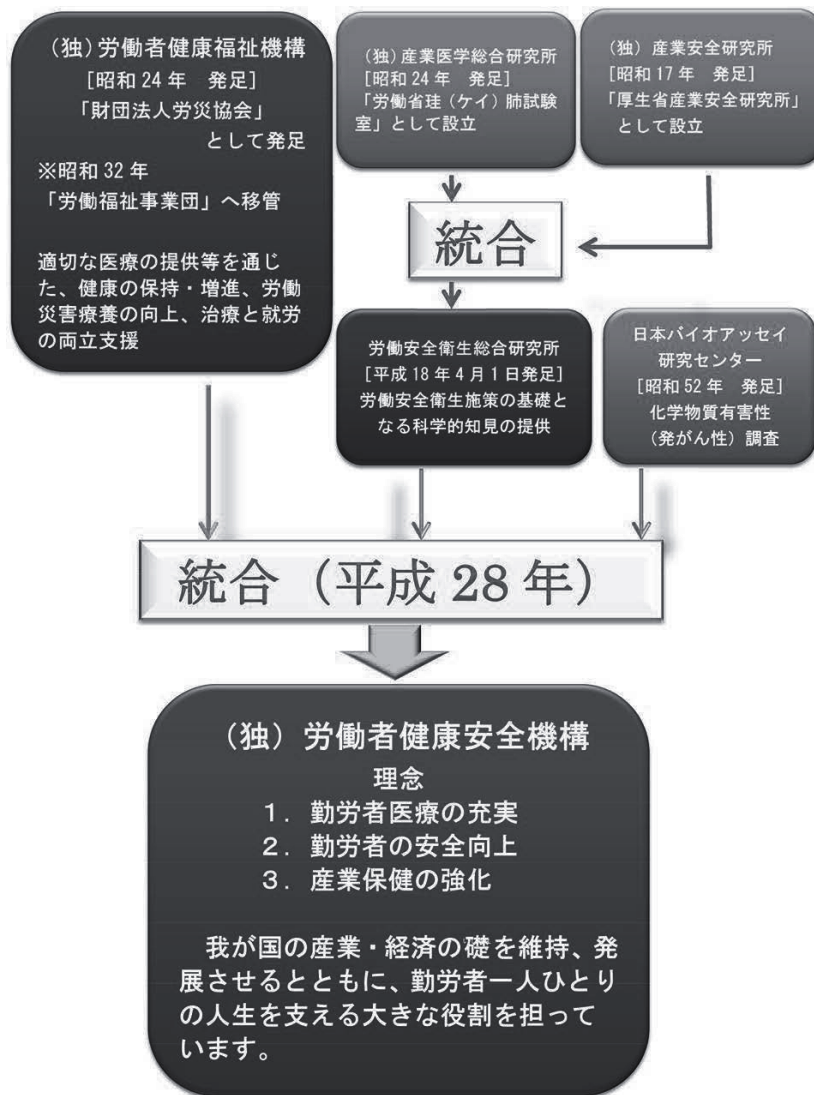 （独）労働者健康福祉機構
［昭和 24 年　発足］
「財団法人労災協会」
として発足
※昭和 32 年
「労働福祉事業団」へ移管
適切な医療の提供等を通じ
た、健康の保持・増進、労働
災害療養の向上、治療と就労
の両立支援
（独）産業医学総合研究所
［昭和 24 年　発足］
「労働省珪（ケイ）肺試験
室」として設立
（独）産業安全研究所
［昭和 17 年　発足］
「厚生省産業安全研究所」
として設立
統合
労働安全衛生総合研究所
［平成 18 年 4 月 1 日発足］
労働安全衛生施策の基礎と
なる科学的知見の提供
日本バイオアッセイ
研究センター
［昭和 52 年　発足］
化学物質有害性
（発がん性）調査
統合（平成 28 年）
（独）労働者健康安全機構
理念
１．勤労者医療の充実
２．勤労者の安全向上
３．産業保健の強化
我が国の産業・経済の礎を維持、発
展させるとともに、勤労者一人ひとり
の人生を支える大きな役割を担って
います。